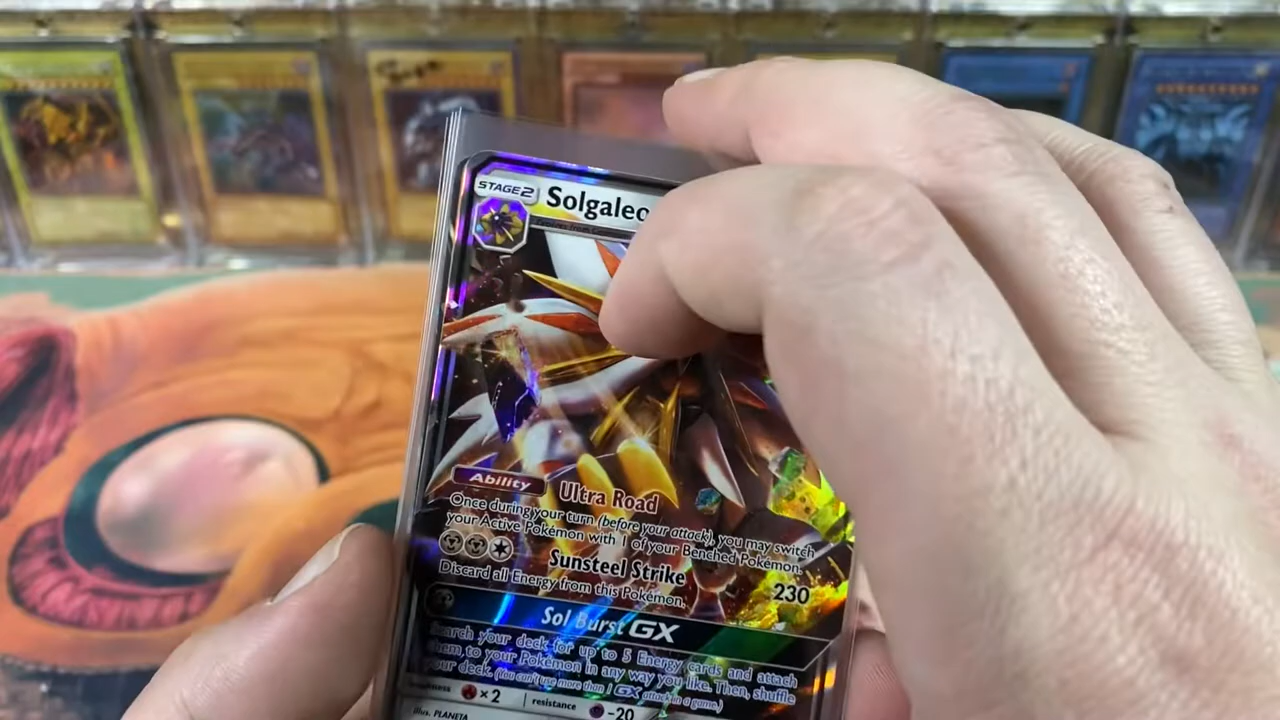 STAGE2 Solgaleo
Ability Ultra Road
Once during your turn (before your attack), you may switch
your Active Pokémon with 1 of your Benched Pokémon.
Sunsteel Strike 230
Discard all Energy from this Pokémon.
Sol Burst GX
Search your deck for up to 5 Energy cards and attach
them to your Pokémon in any way you like. Then, shuffle
your deck. (You can't use more than 1 GX attack in a game.)
×2 resistance -20
Illus. PLANETA